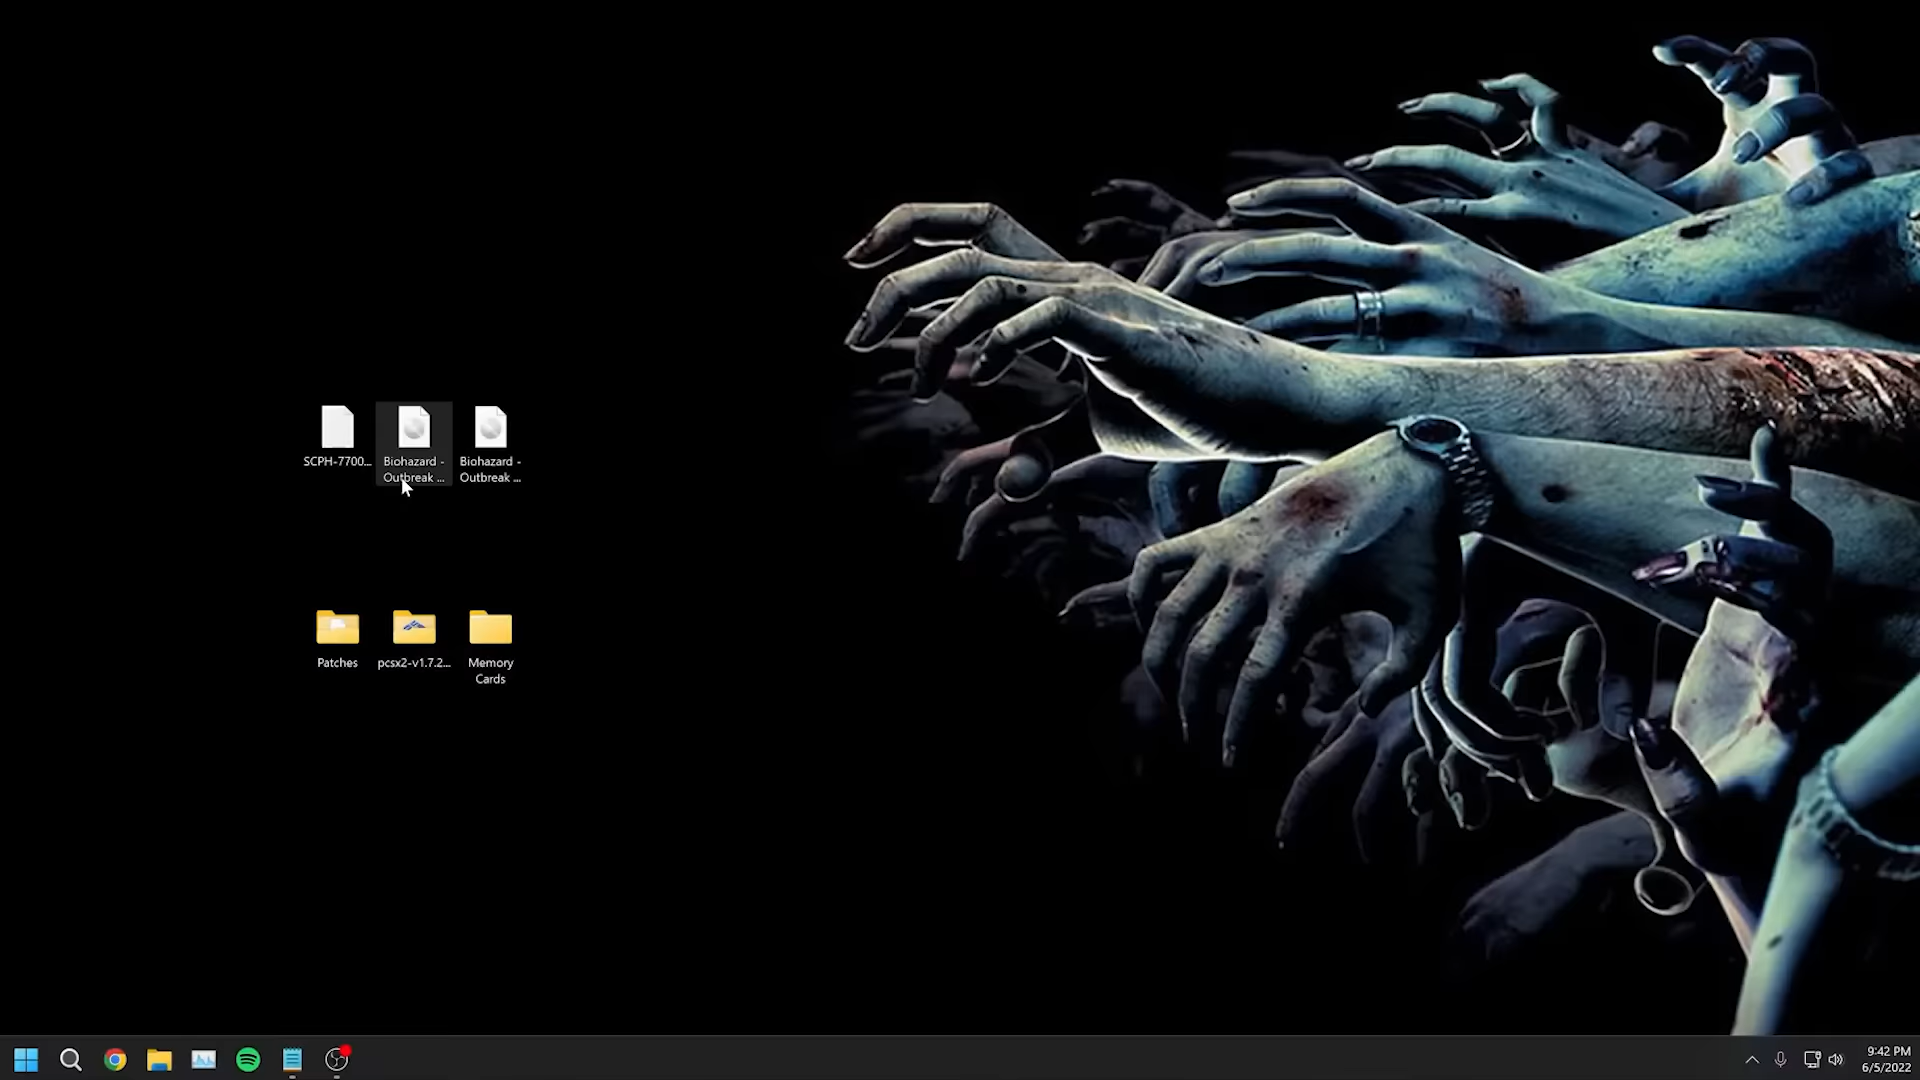 SCPH-7700...
Biohazard -
Outbreak ...
Biohazard -
Outbreak ...
Patches
pcsx2-v1.7.2...
Memory
Cards
9:42 PM
6/5/2022